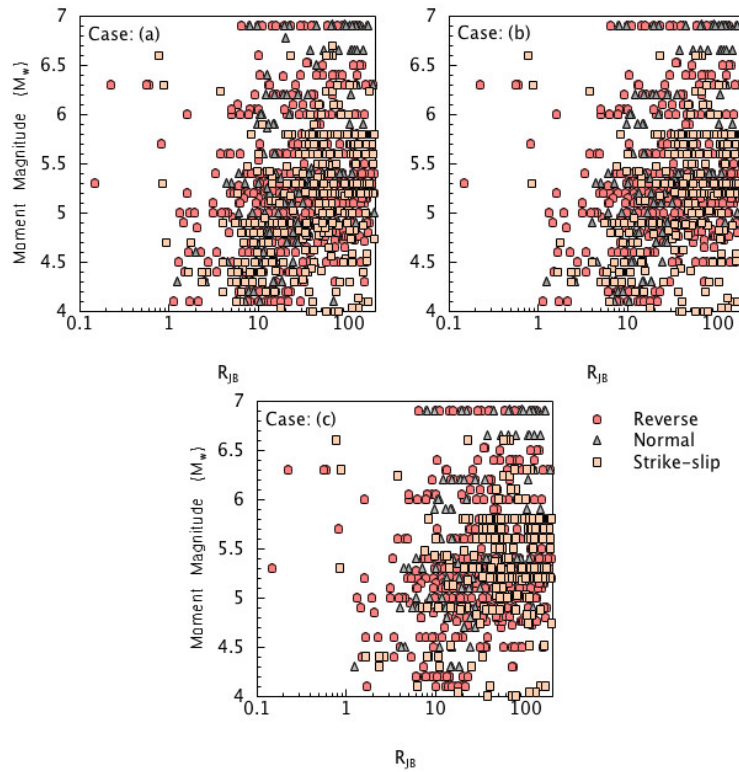 Case: (a)
Moment Magnitude {Mw}
7
6.5
6
5.5
5
4.5
4
0.1 1 10 100
RJB
Case: (b)
7
6.5
6
5.5
5
4.5
4
0.1 1 10 100
RJB
Case: (c)
Moment Magnitude {Mw}
7
6.5
6
5.5
5
4.5
4
0.1 1 10 100
RJB
Reverse
Normal
Strike-slip